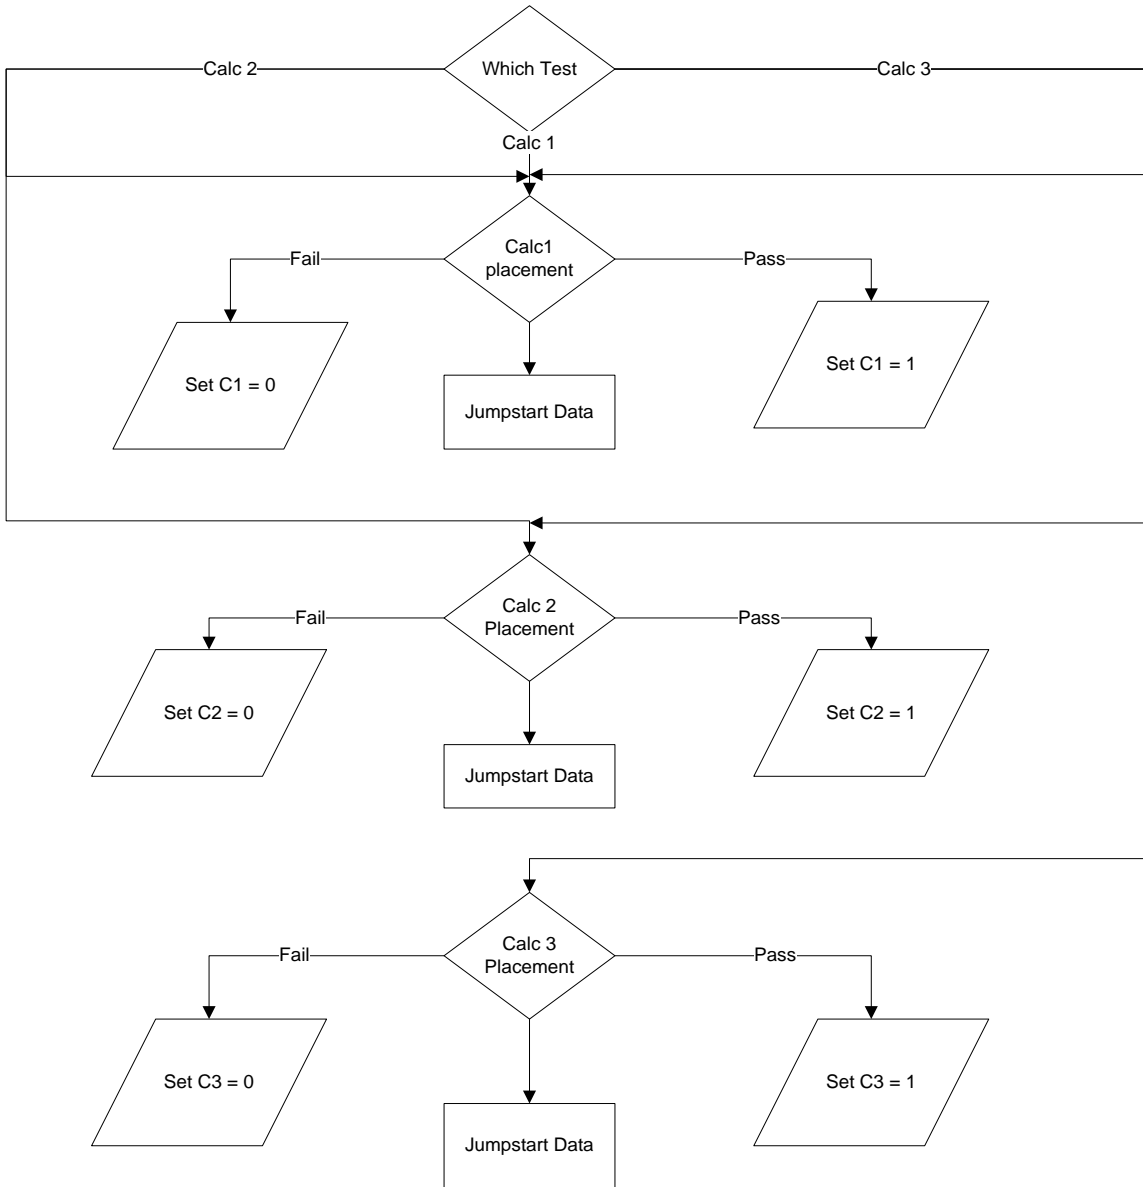 Calc 2
Which Test
Calc 3
Calc 1
Fail
Calc1
placement
Pass
Set C1 = 0
Jumpstart Data
Set C1 = 1
Fail
Calc 2
Placement
Pass
Set C2 = 0
Jumpstart Data
Set C2 = 1
Fail
Calc 3
Placement
Pass
Set C3 = 0
Jumpstart Data
Set C3 = 1